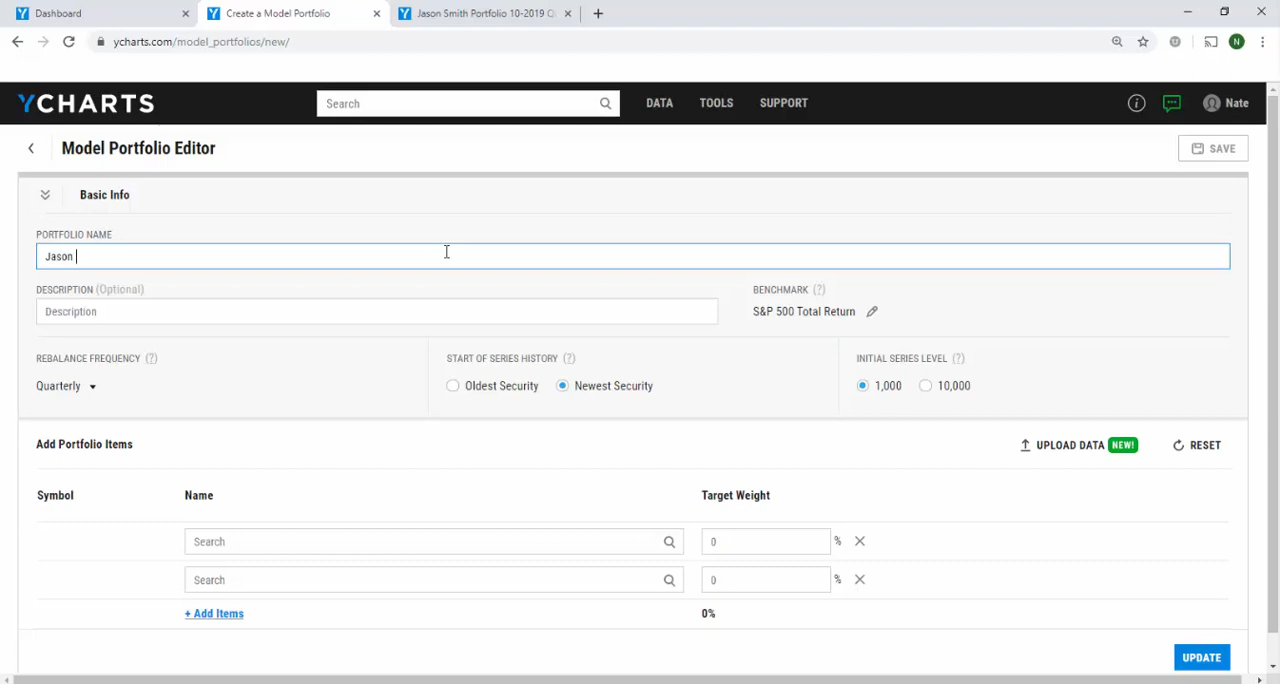 Dashboard
Create a Model Portfolio
Jason Smith Portfolio 10-2019 Q
ycharts.com/model_portfolios/new/
N
YCHARTS
Search
DATA
TOOLS
SUPPORT
Nate
Model Portfolio Editor
SAVE
Basic Info
PORTFOLIO NAME
Jason
DESCRIPTION (Optional)
BENCHMARK (?)
Description
S&P 500 Total Return
REBALANCE FREQUENCY (?)
START OF SERIES HISTORY (?)
INITIAL SERIES LEVEL (?)
Quarterly
Oldest Security
Newest Security
1,000
10,000
Add Portfolio Items
UPLOAD DATA NEW!
RESET
Symbol
Name
Target Weight
Search
0
%
Search
0
%
+ Add Items
0%
UPDATE